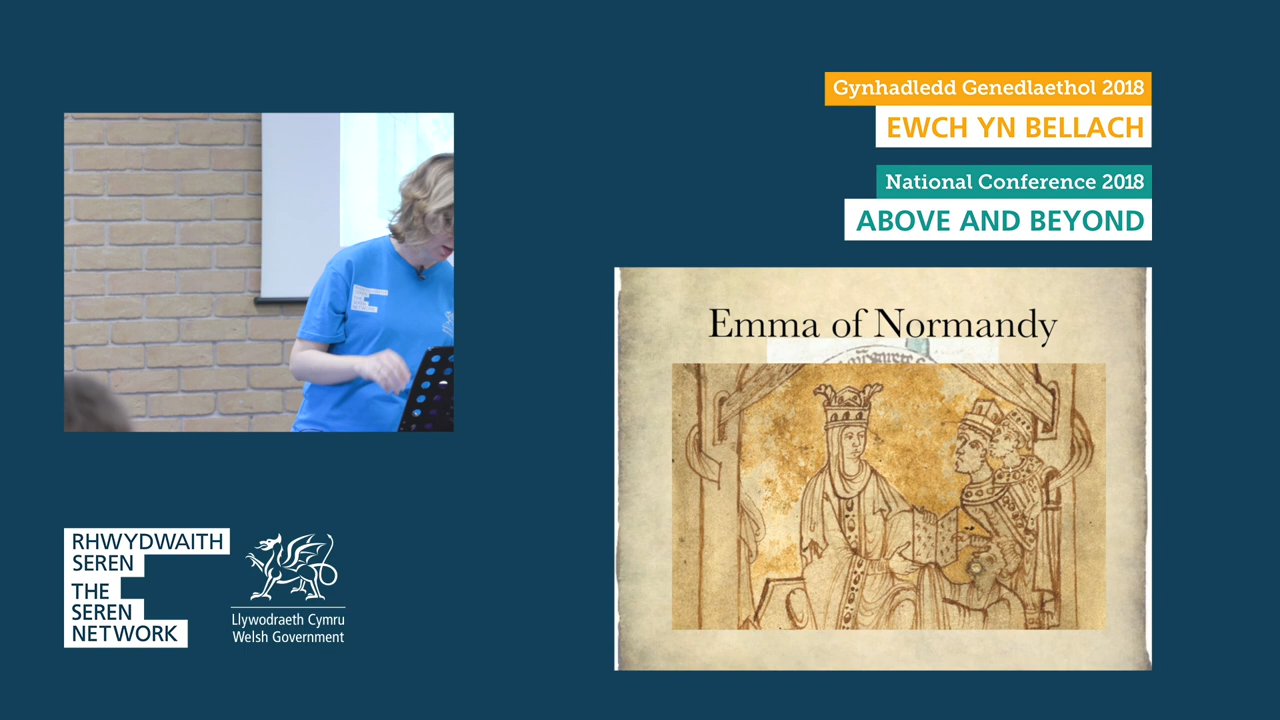 Gynhadledd Genedlaethol 2018
EWCH YN BELLACH
National Conference 2018
ABOVE AND BEYOND
Emma of Normandy
RHWYDWAITH
SEREN
THE
SEREN
NETWORK
Llywodraeth Cymru
Welsh Government